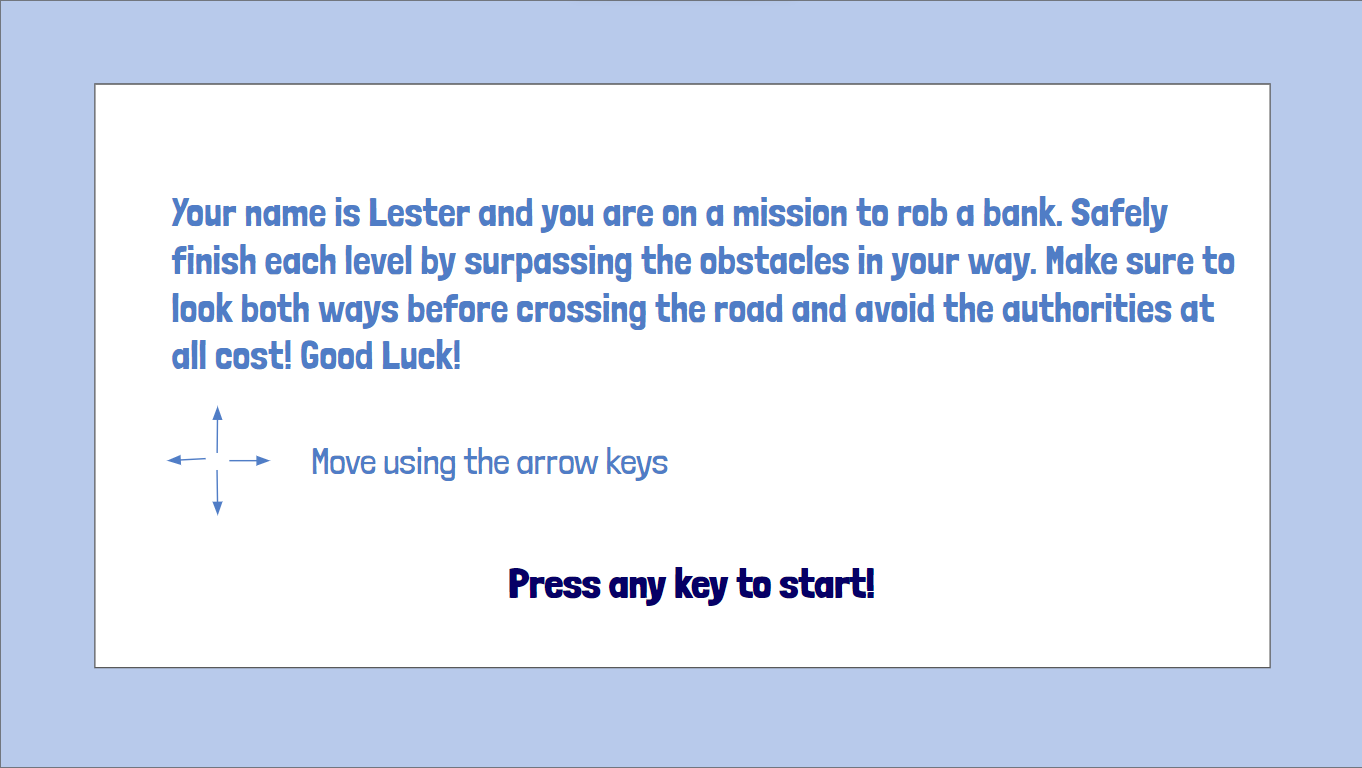 Your name is Lester and you are on a mission to rob a bank. Safely
finish each level by surpassing the obstacles in your way. Make sure to
look both ways before crossing the road and avoid the authorities at
all cost! Good Luck!
Move using the arrow keys
Press any key to start!